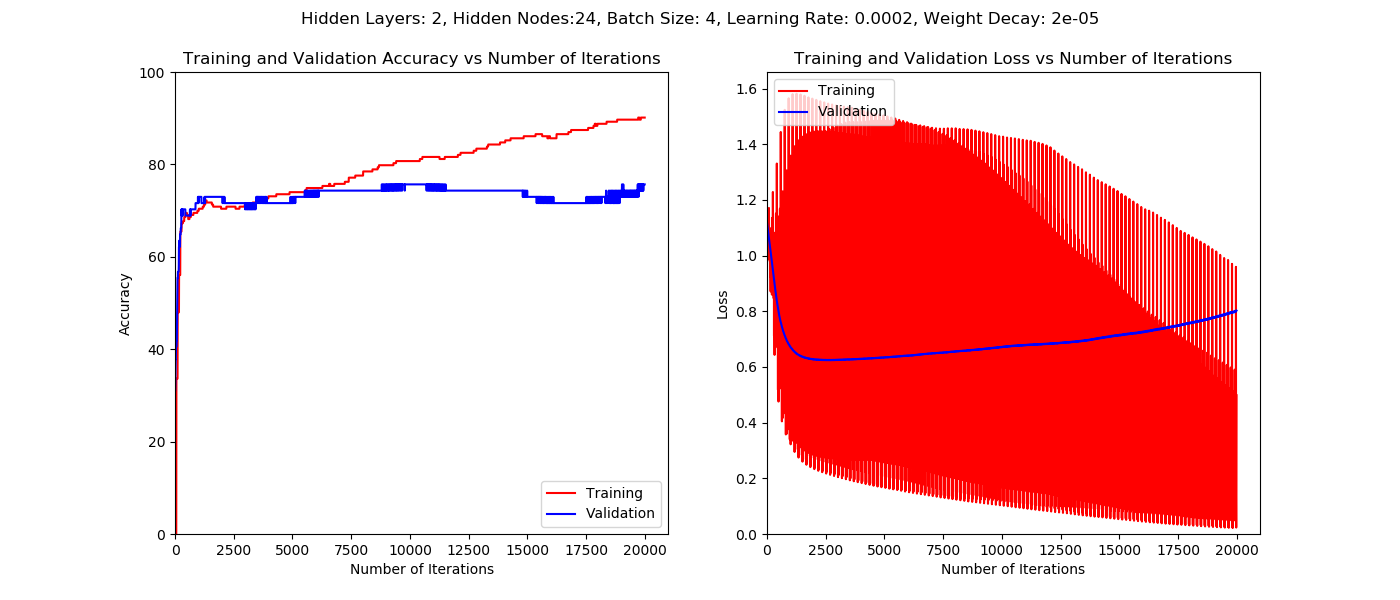 Hidden Layers: 2, Hidden Nodes:24, Batch Size: 4, Learning Rate: 0.0002, Weight Decay: 2e-05
Training and Validation Accuracy vs Number of Iterations
100
80
60
40
20
0
Accuracy
0 2500 5000 7500 10000 12500 15000 17500 20000
Number of Iterations
Training
Validation
Training and Validation Loss vs Number of Iterations
1.6
1.4
1.2
1.0
0.8
0.6
0.4
0.2
0.0
Loss
0 2500 5000 7500 10000 12500 15000 17500 20000
Number of Iterations
Training
Validation